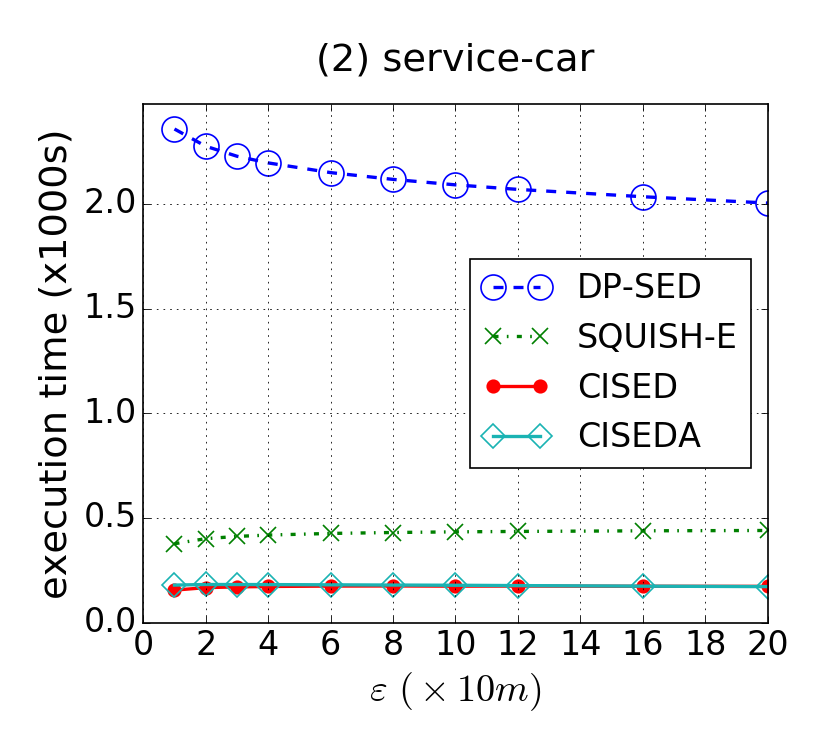 (2) service-car
execution time (x1000s)
2.0
1.5
1.0
0.5
0.0
DP-SED
SQUISH-E
CISED
CISEDA
0 2 4 6 8 10 12 14 16 18 20
ε (×10m)